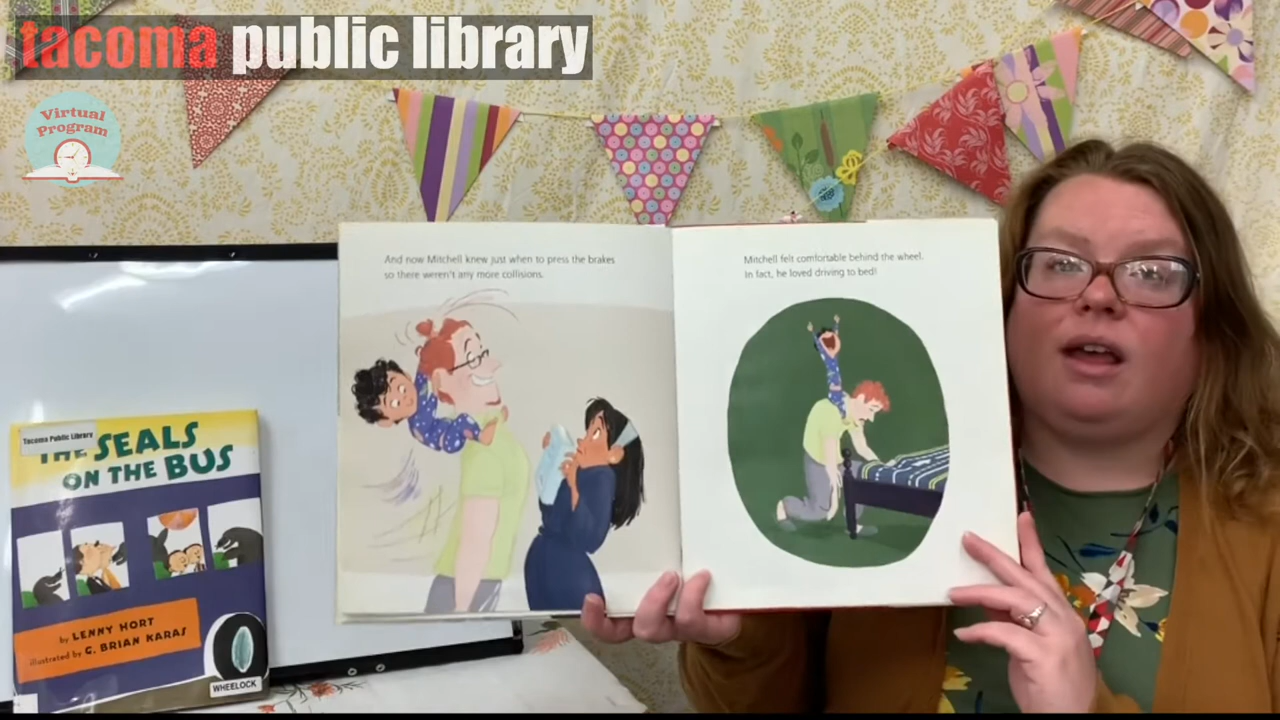 tacoma public library
Virtual
Program
And now Mitchell knew just when to press the brakes
so there weren't any more collisions.
Mitchell felt comfortable behind the wheel.
In fact, he loved driving to bed!
Tacoma Public Library
THE SEALS
ON THE BUS
by LENNY HORT
illustrated by G. BRIAN KARAS
WHEELOCK